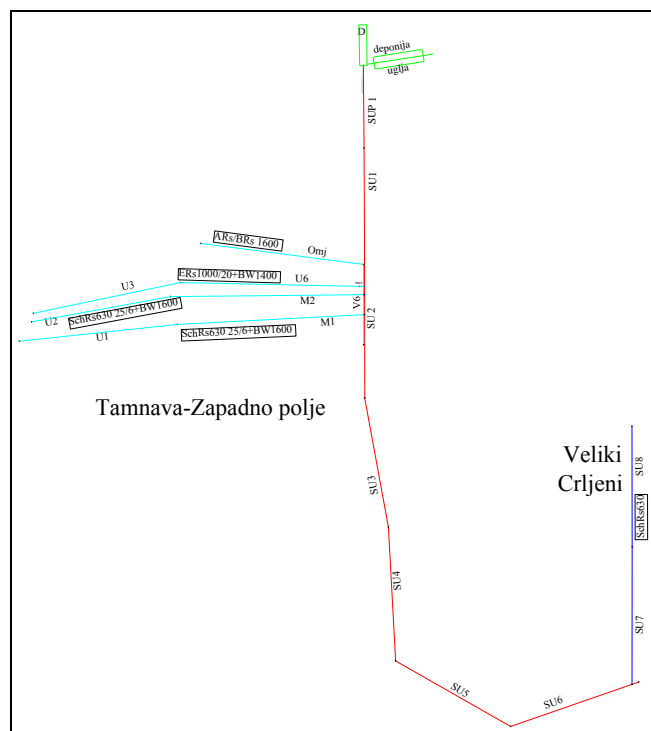 D
deponija
uglja
SUP 1
SU1
ARs/BRs 1600
Omj
ERs1000/20+BW1400
U3
U6
U2
SchRs630 25/6+BW1600
M2
V6
SU 2
U1
SchRs630 25/6+BW1600
M1
Tamnava-Zapadno polje
Veliki
Crljeni
SU8
SchRs630
SU3
SU4
SU7
SU5
SU6